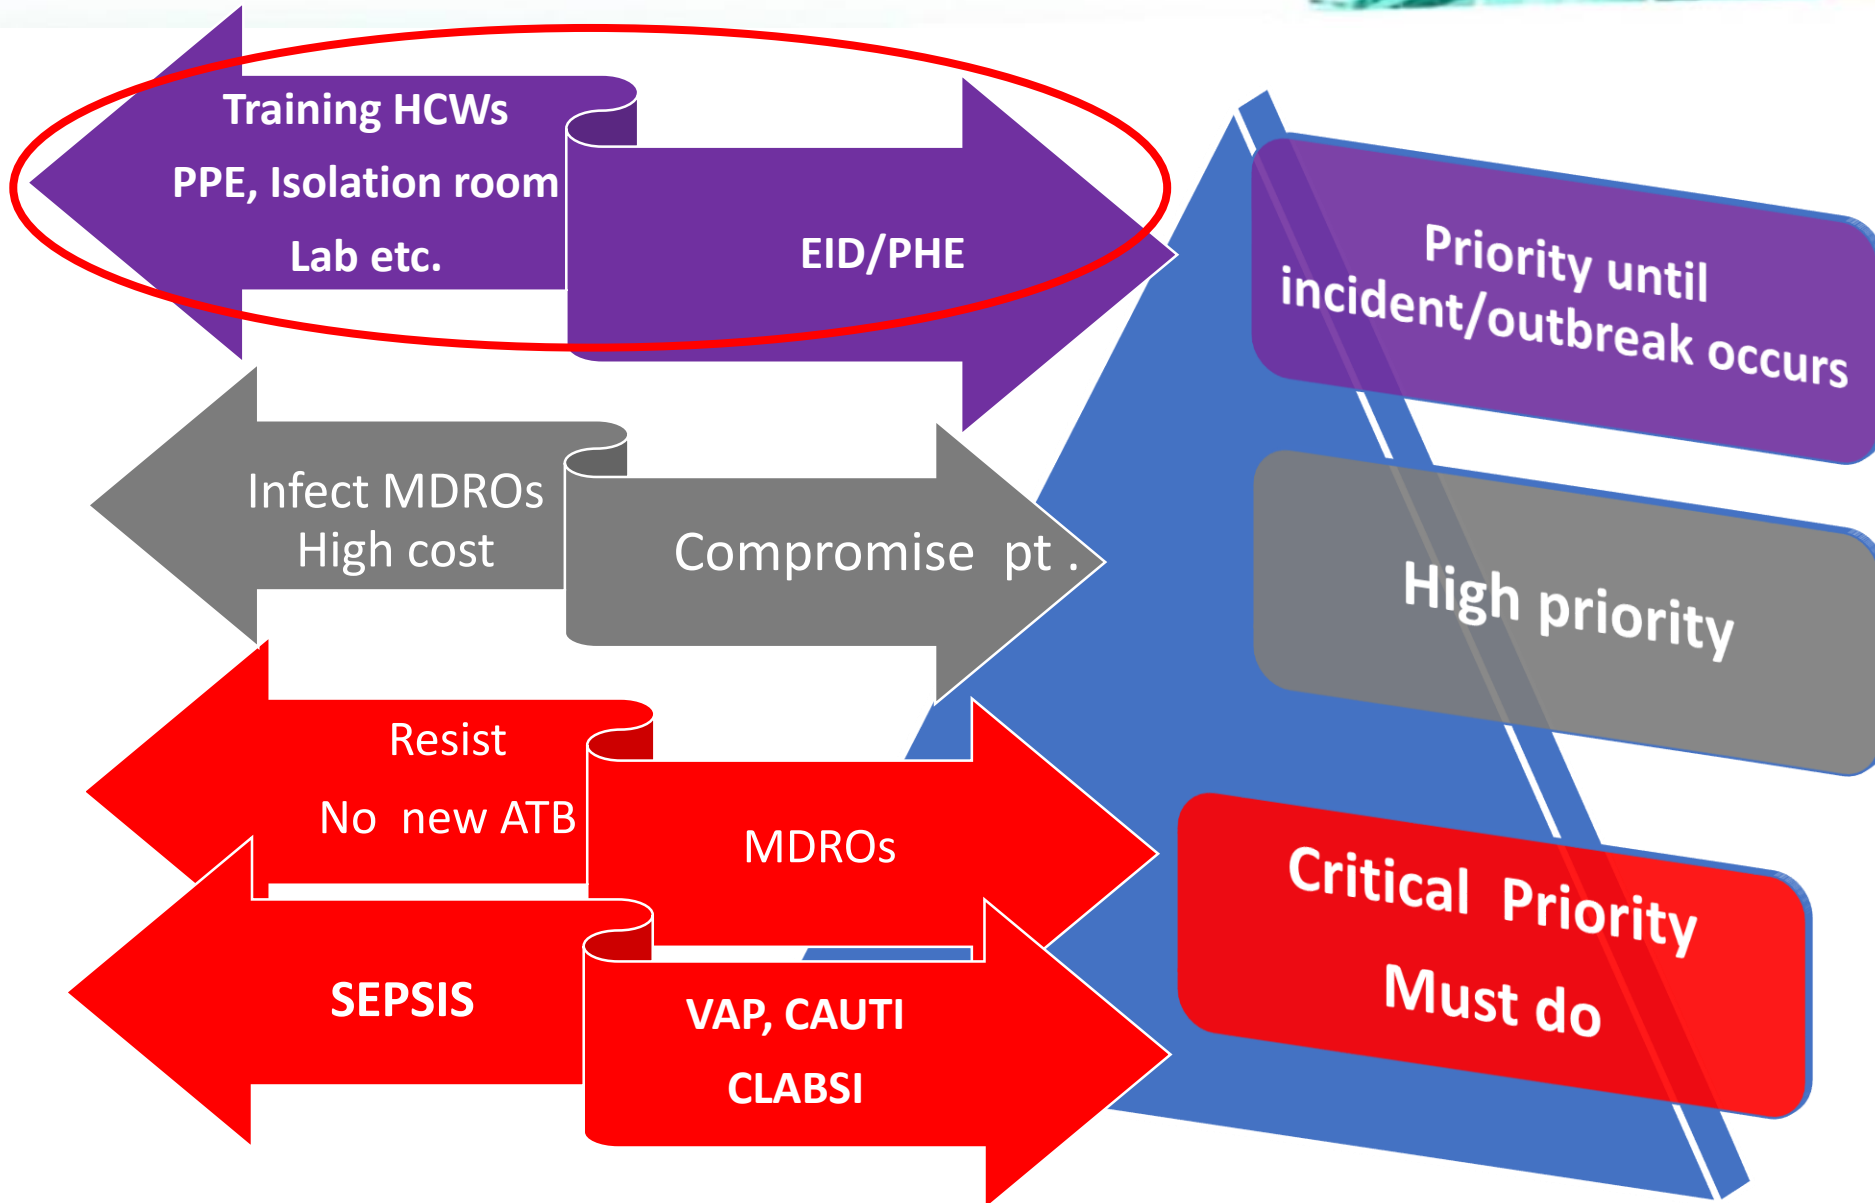 Training HCWs
PPE, Isolation room
Lab etc.
EID/PHE
Priority until
incident/outbreak occurs
Infect MDROs
High cost
Compromise  pt .
High priority
Resist
No  new ATB
MDROs
Critical  Priority
Must do
SEPSIS
VAP, CAUTI
CLABSI